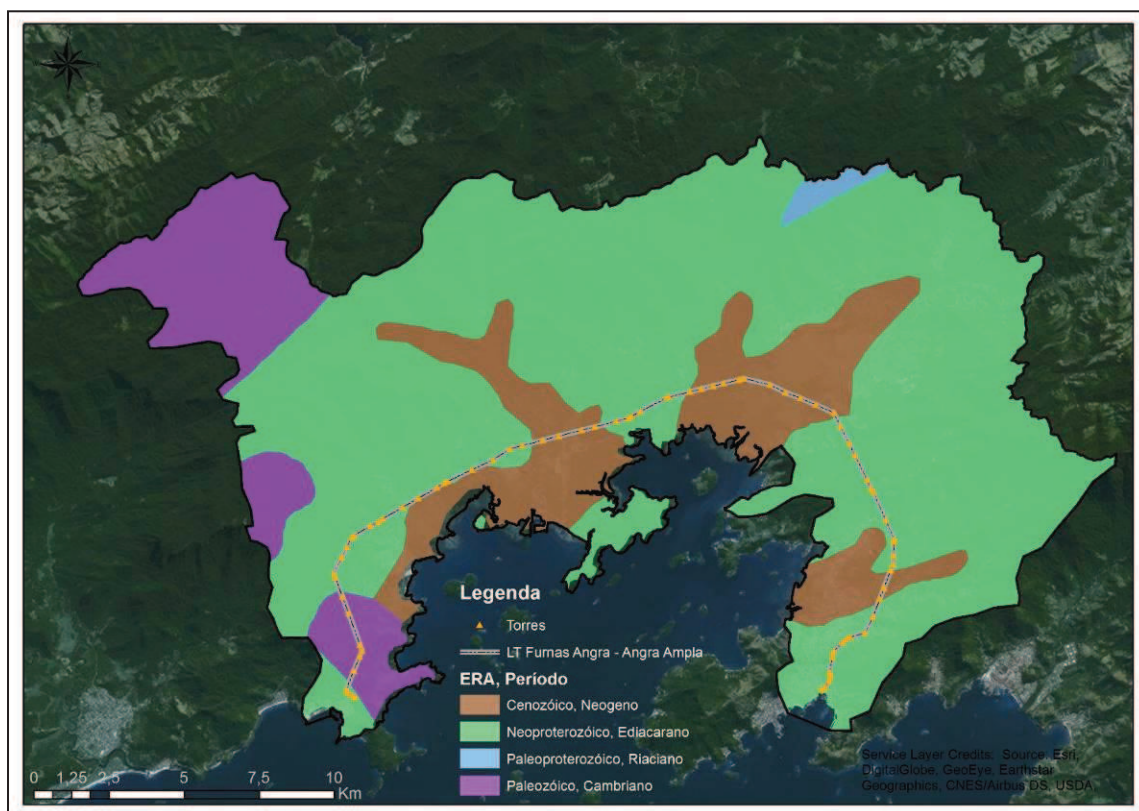 Legenda
Torres
LT Furnas Angra - Angra Ampla
ERA, Período
Cenozóico, Neogeno
Neoproterozóico, Ediacarano
Paleoproterozóico, Riaciano
Paleozóico, Cambriano
0 1,25 2,5 5 7,5 10
Km
Service Layer Credits: Source: Esri,
DigitalGlobe, GeoEye, Earthstar
Geographics, CNES/Airbus DS, USDA,